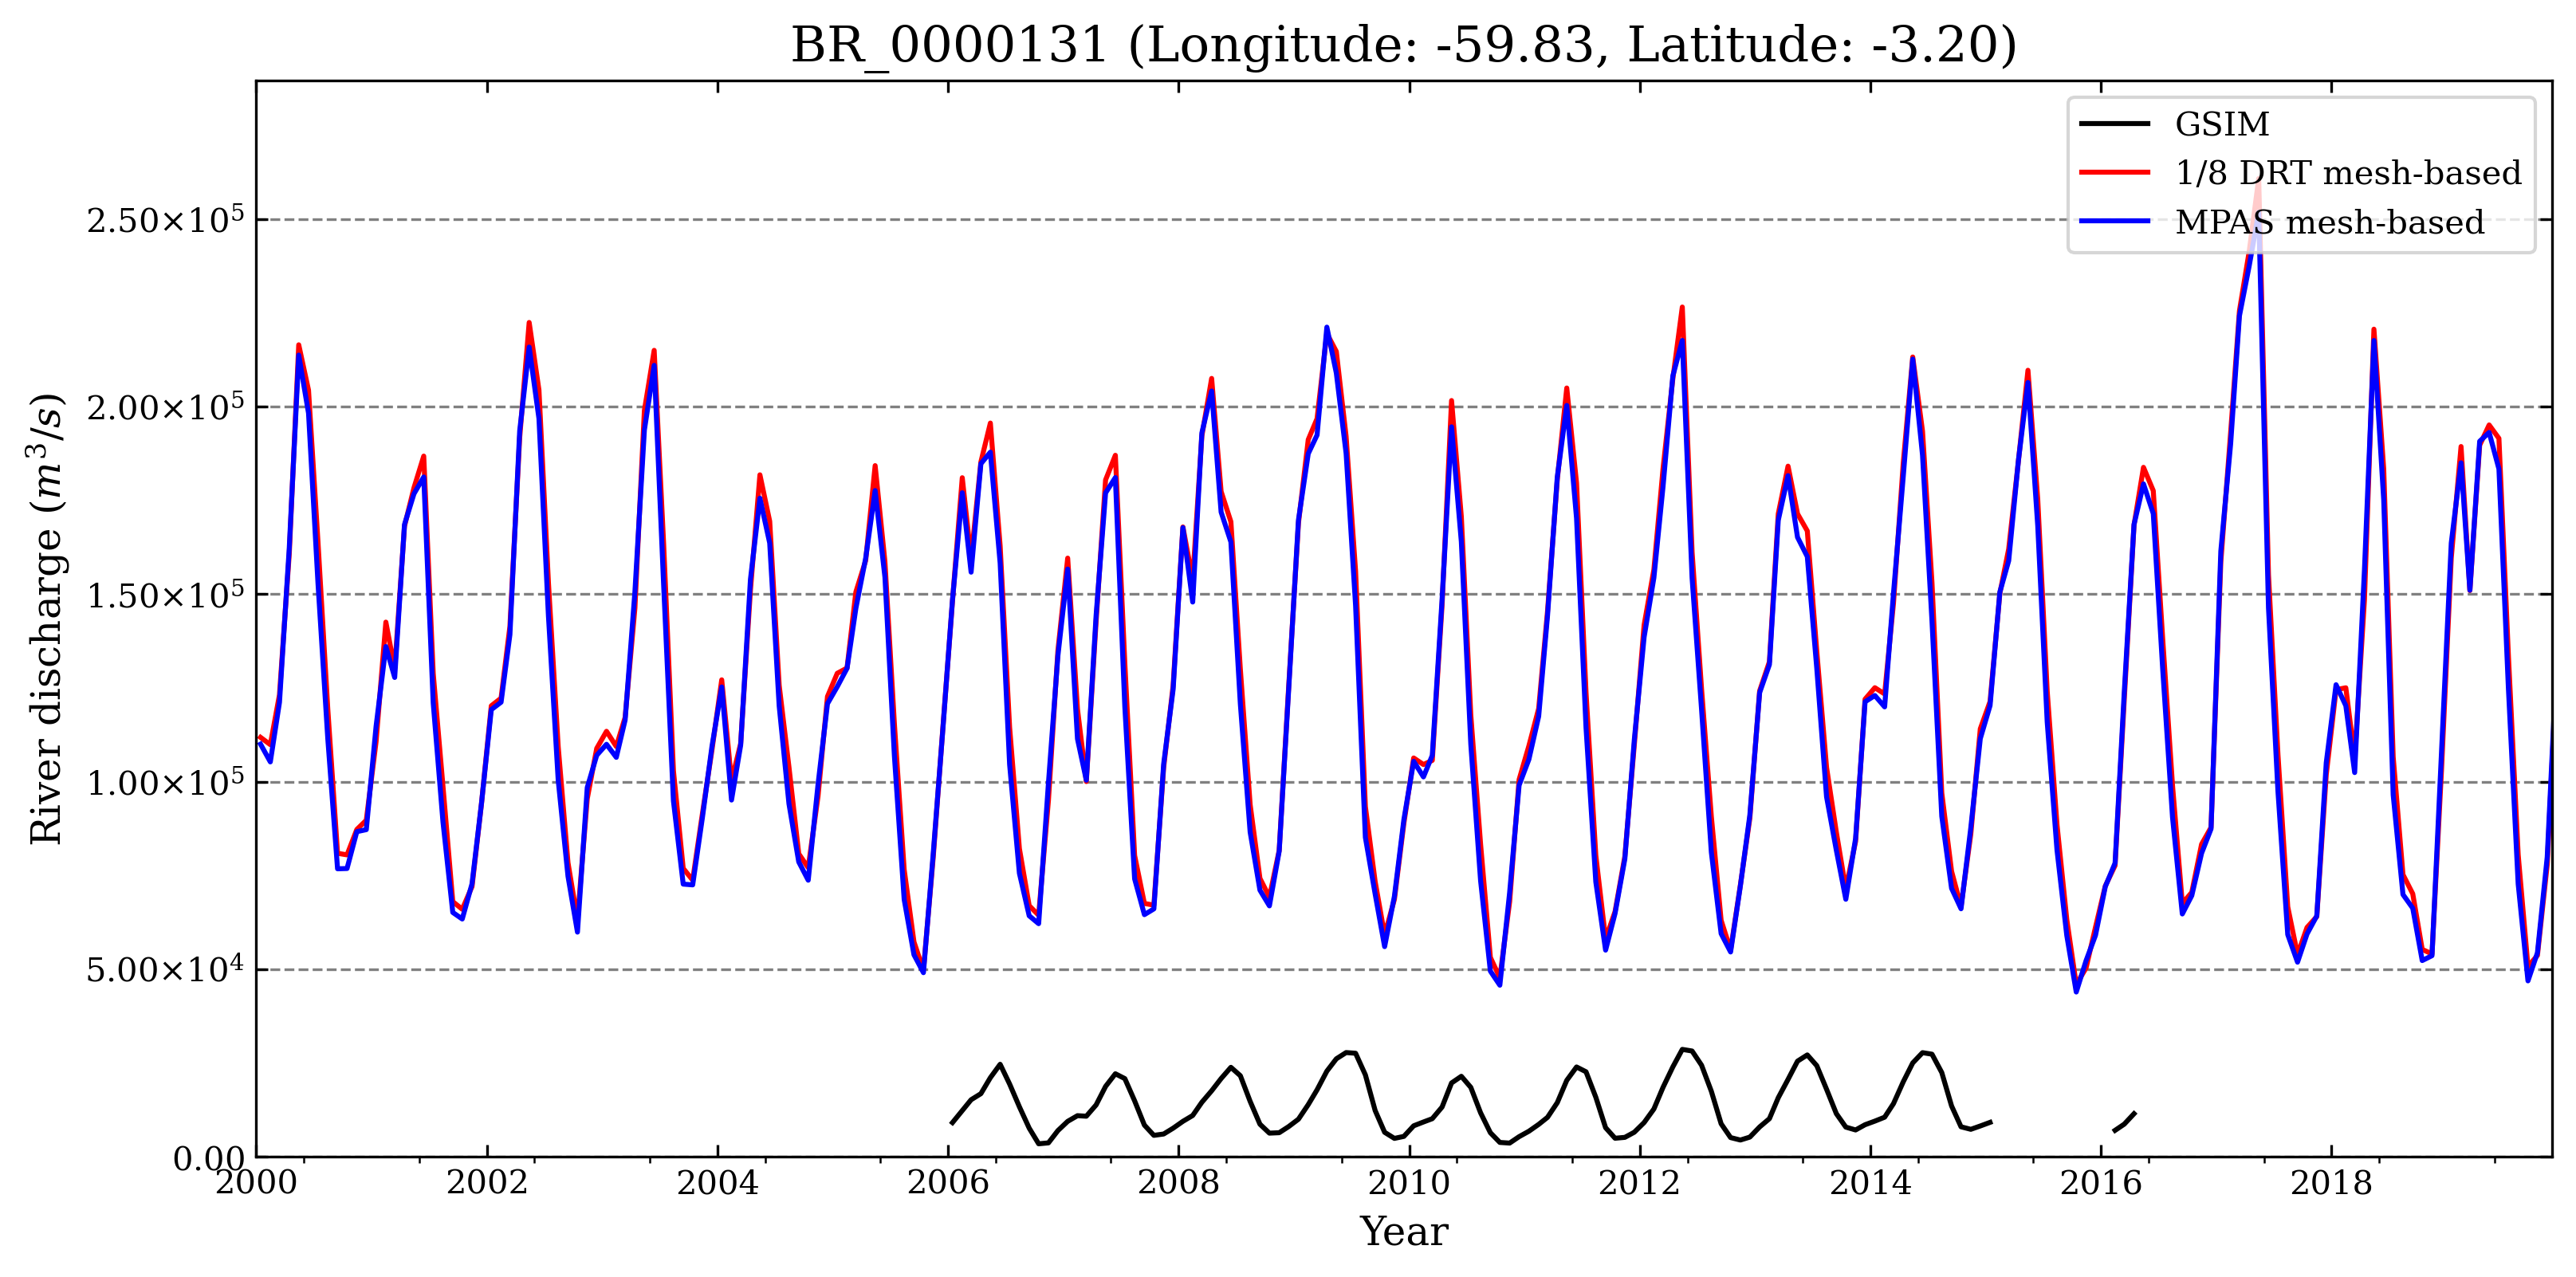 BR_0000131 (Longitude: -59.83, Latitude: -3.20)
GSIM
1/8 DRT mesh-based
MPAS mesh-based
River discharge (m³/s)
2.50×10⁵
2.00×10⁵
1.50×10⁵
1.00×10⁵
5.00×10⁴
0.00
2000 2002 2004 2006 2008 2010 2012 2014 2016 2018
Year